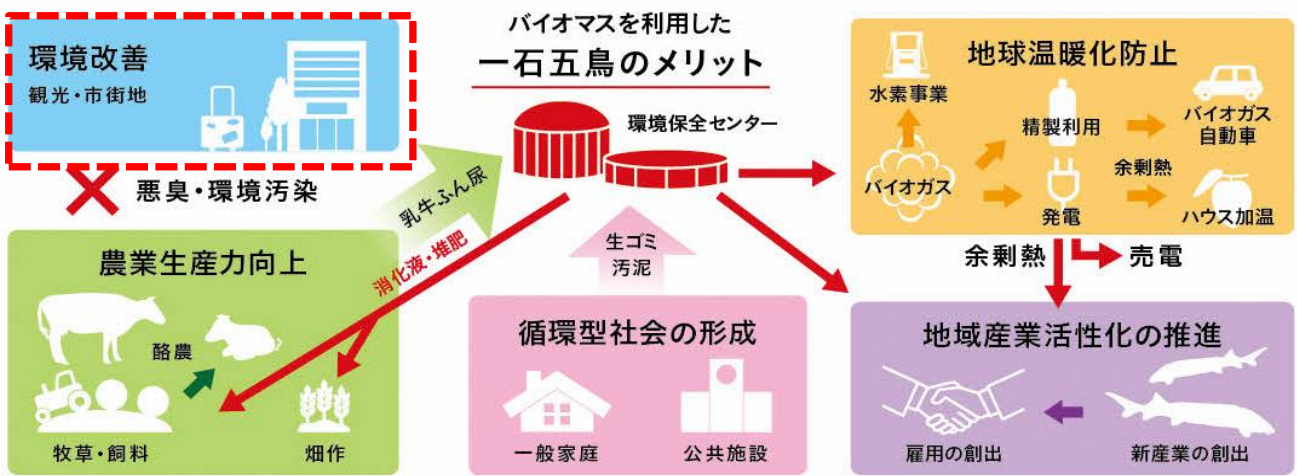 バイオマスを利用した
一石五鳥のメリット
環境保全センター
環境改善
観光・市街地
悪臭・環境汚染
乳牛ふん尿
消化液・堆肥
農業生産力向上
酪農
牧草・飼料
畑作
生ゴミ
汚泥
循環型社会の形成
一般家庭
公共施設
地球温暖化防止
水素事業
精製利用
バイオガス
自動車
バイオガス
余剰熱
発電
ハウス加温
余剰熱
売電
地域産業活性化の推進
雇用の創出
新産業の創出